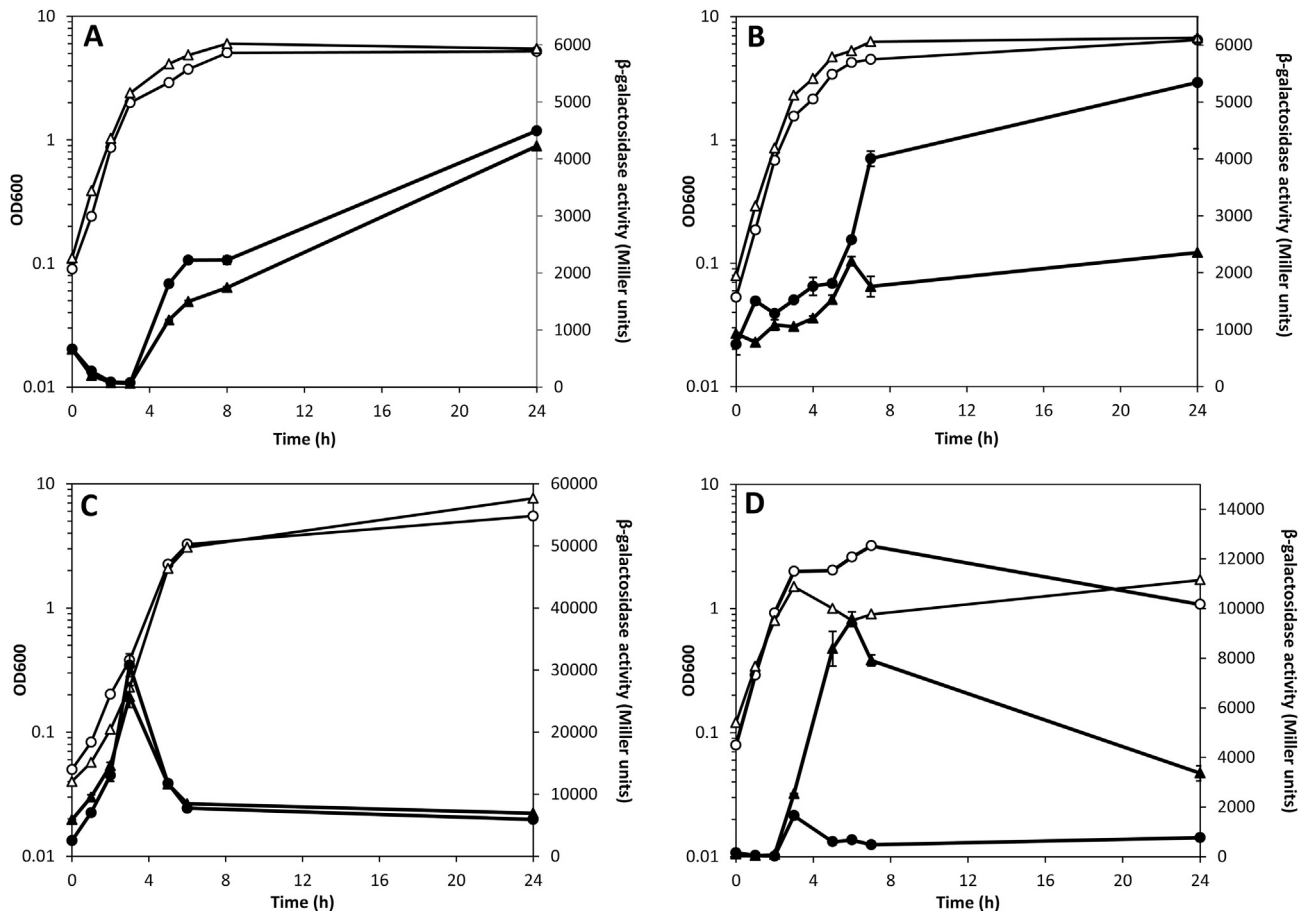 A
10
1
0.1
0.01
OD600
6000
5000
4000
3000
2000
1000
0
β-galactosidase activity (Miller units)
0 4 8 12 16 20 24
Time (h)
B
10
1
0.1
0.01
OD600
6000
5000
4000
3000
2000
1000
0
β-galactosidase activity (Miller units)
0 4 8 12 16 20 24
Time (h)
C
10
1
0.1
0.01
OD600
60000
50000
40000
30000
20000
10000
0
β-galactosidase activity (Miller units)
0 4 8 12 16 20 24
Time (h)
D
10
1
0.1
0.01
OD600
14000
12000
10000
8000
6000
4000
2000
0
β-galactosidase activity (Miller units)
0 4 8 12 16 20 24
Time (h)